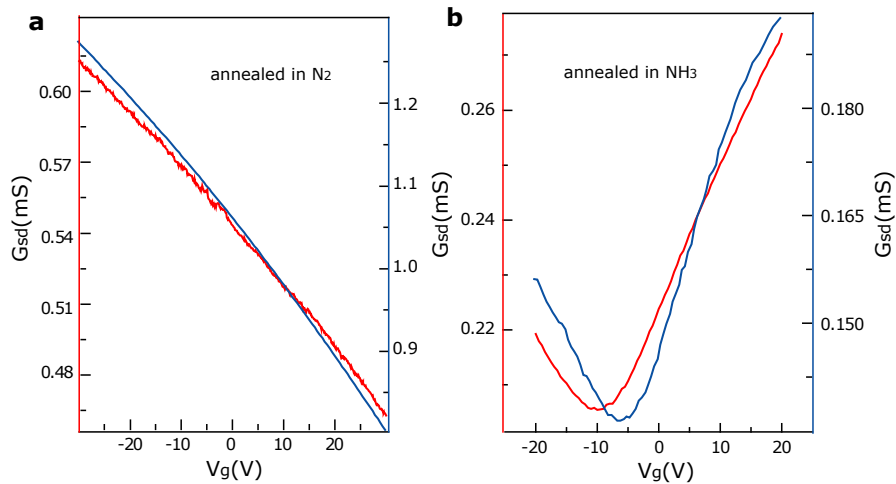 a
annealed in N2
Gsd(mS)
0.60
0.57
0.54
0.51
0.48
1.2
1.1
1.0
0.9
-20 -10 0 10 20
Vg(V)
b
annealed in NH3
0.26
0.24
0.22
0.20
0.180
0.165
0.150
Gsd(mS)
-20 -10 0 10 20
Vg(V)